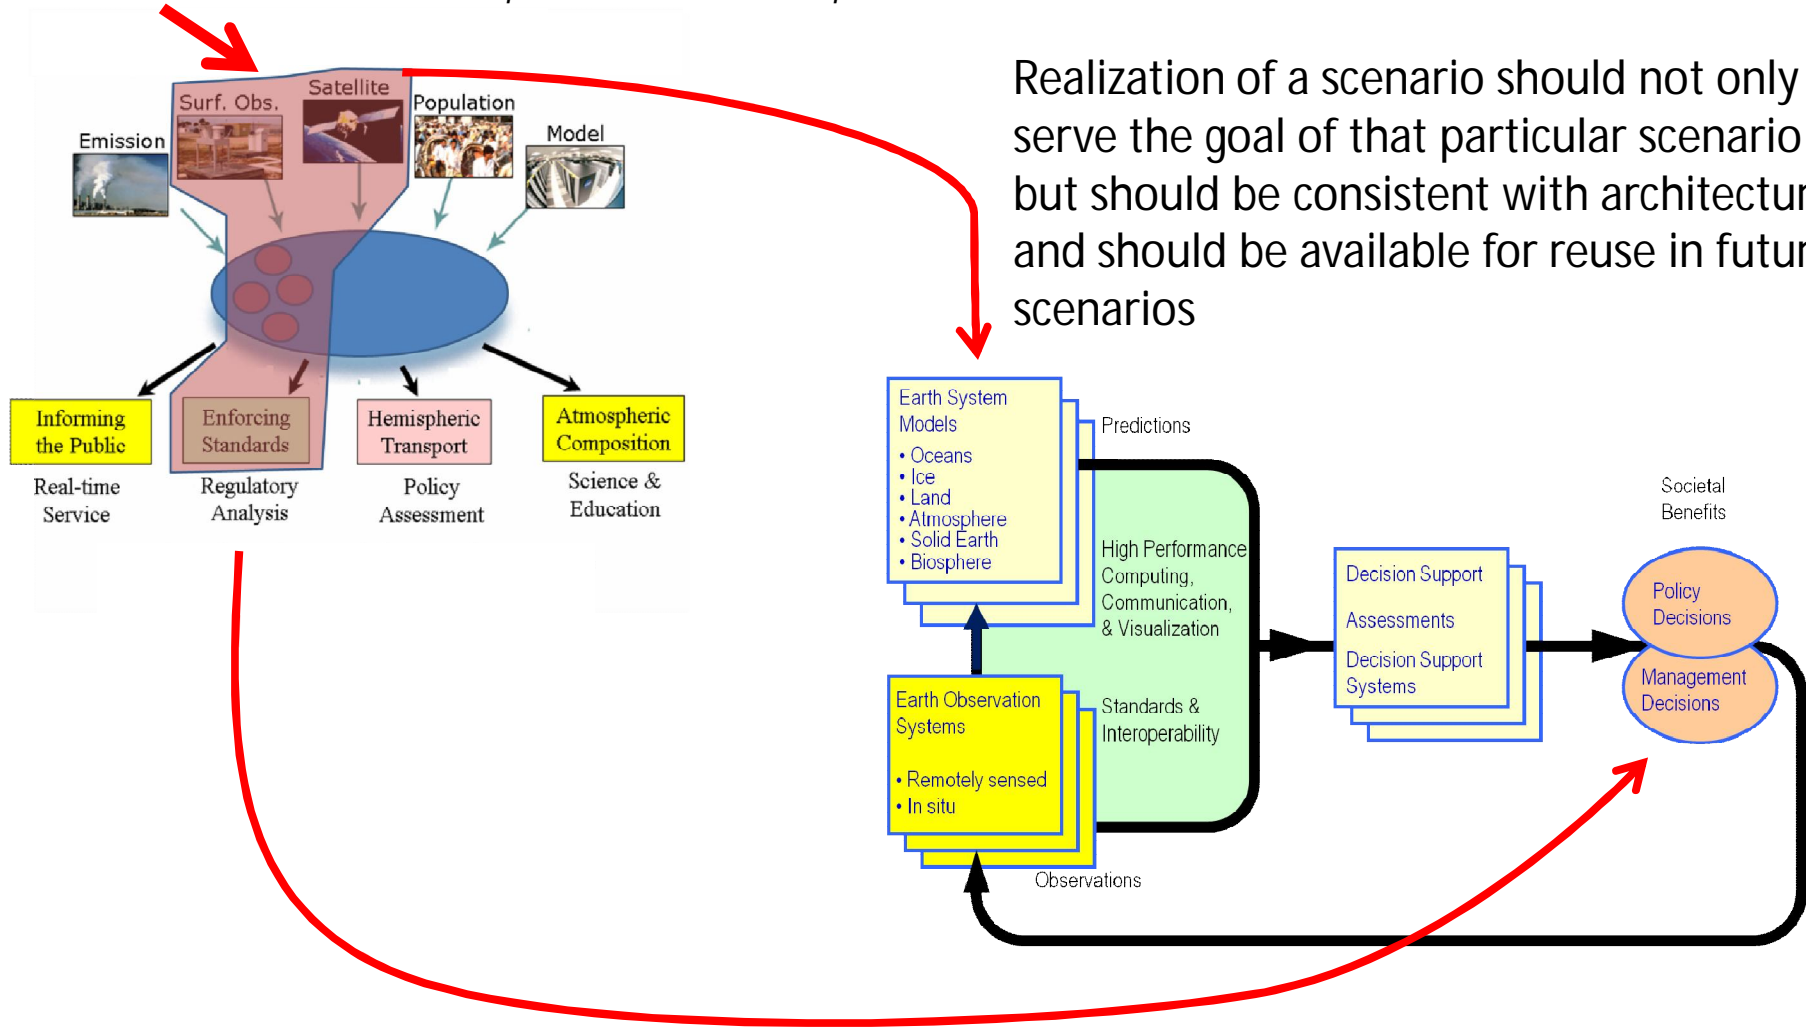 Realization of a scenario should not only
serve the goal of that particular scenario
but should be consistent with
and should be available for reuse in
scenarios
Surf. Obs.
Satellite
Population
Emission
Model
Informing
the Public
Enforcing
Standards
Hemispheric
Transport
Atmospheric
Composition
Real-time
Service
Regulatory
Analysis
Policy
Assessment
Science &
Education
Earth System
Models
• Oceans
• Ice
• Land
• Atmosphere
• Solid Earth
• Biosphere
Predictions
High Performance
Computing,
Communication,
& Visualization
Standards &
Interoperability
Earth Observation
Systems
• Remotely sensed
• In situ
Observations
Decision Support
Assessments
Decision Support
Systems
Societal
Benefits
Policy
Decisions
Management
Decisions